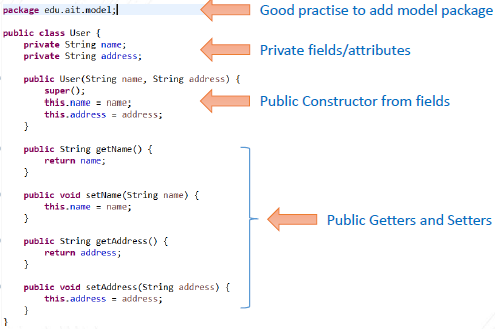 package edu.ait.model;
Good practise to add model package
public class User {
private String name;
private String address;
Private fields/attributes
public User(String name, String address) {
super();
this.name = name;
this.address = address;
}
Public Constructor from fields
public String getName() {
return name;
}
public void setName(String name) {
this.name = name;
}
public String getAddress() {
return address;
}
public void setAddress(String address) {
this.address = address;
}
}
Public Getters and Setters